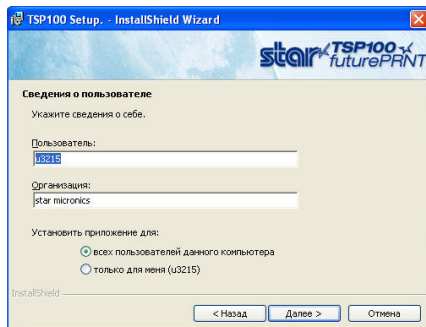 TSP100 Setup. - InstallShield Wizard
star TSP100
futurePRNT
Сведения о пользователе
Укажите сведения о себе.
Пользователь:
u3215
Организация:
star micronics
Установить приложение для:
всех пользователей данного компьютера
только для меня (u3215)
InstallShield
< Назад Далее > Отмена